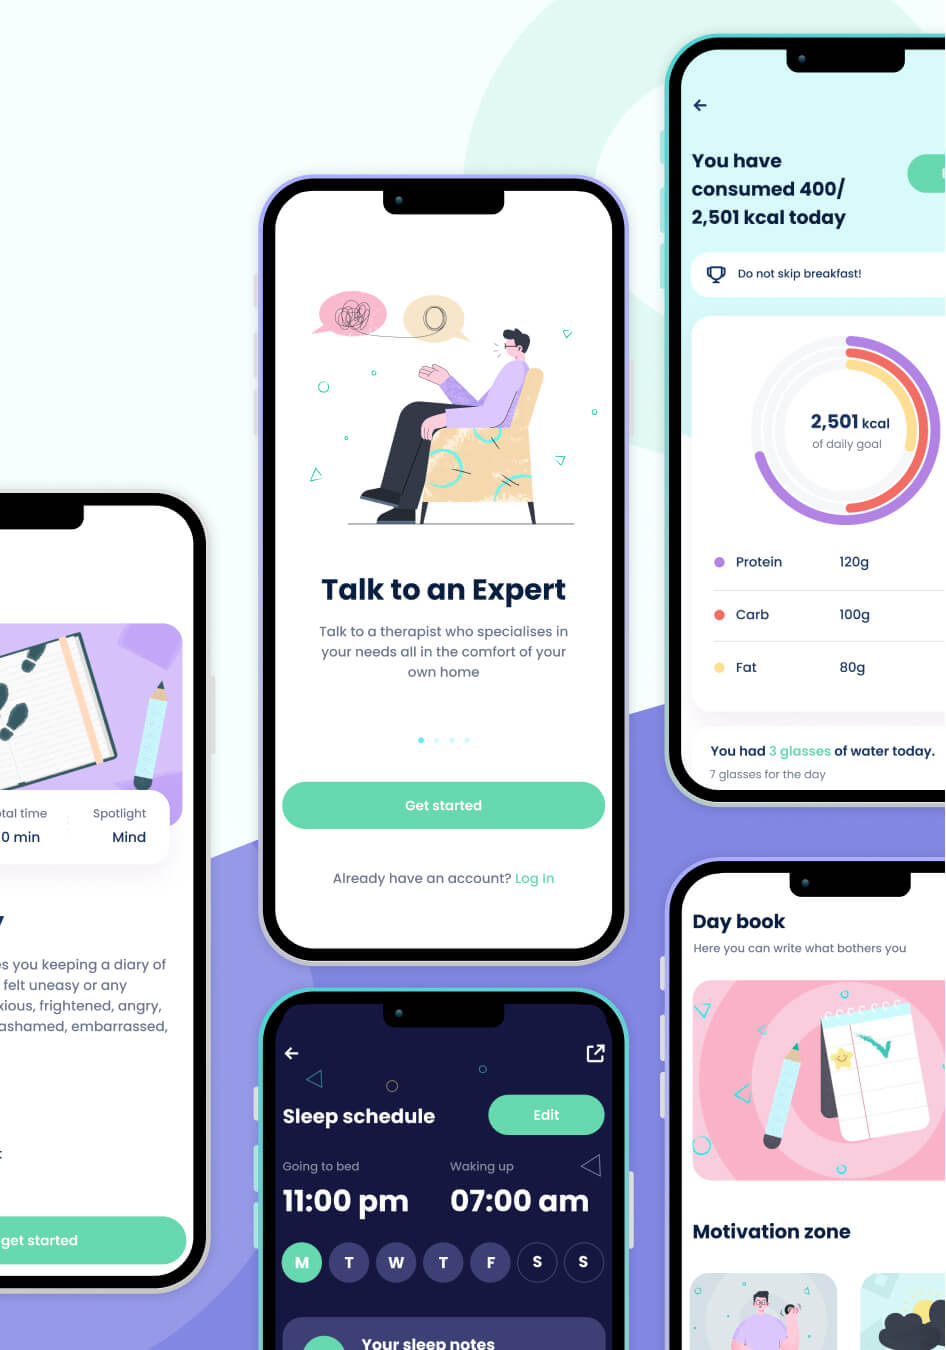 You have
consumed 400/
2,501 kcal today
Do not skip breakfast!
2,501 kcal
of daily goal
Protein 120g
Carb 100g
Fat 80g
You had 3 glasses of water today.
7 glasses for the day
Talk to an Expert
Talk to a therapist who specialises in
your needs all in the comfort of your
own home
Get started
Already have an account? Log in
time
Spotlight
0 min
Mind
you keeping a diary of
felt uneasy or any
frightened, angry,
ashamed, embarrassed,
get started
Sleep schedule
Edit
Going to bed
Waking up
11:00 pm
07:00 am
M T W T F S S
Your sleep notes
Day book
Here you can write what bothers you
Motivation zone